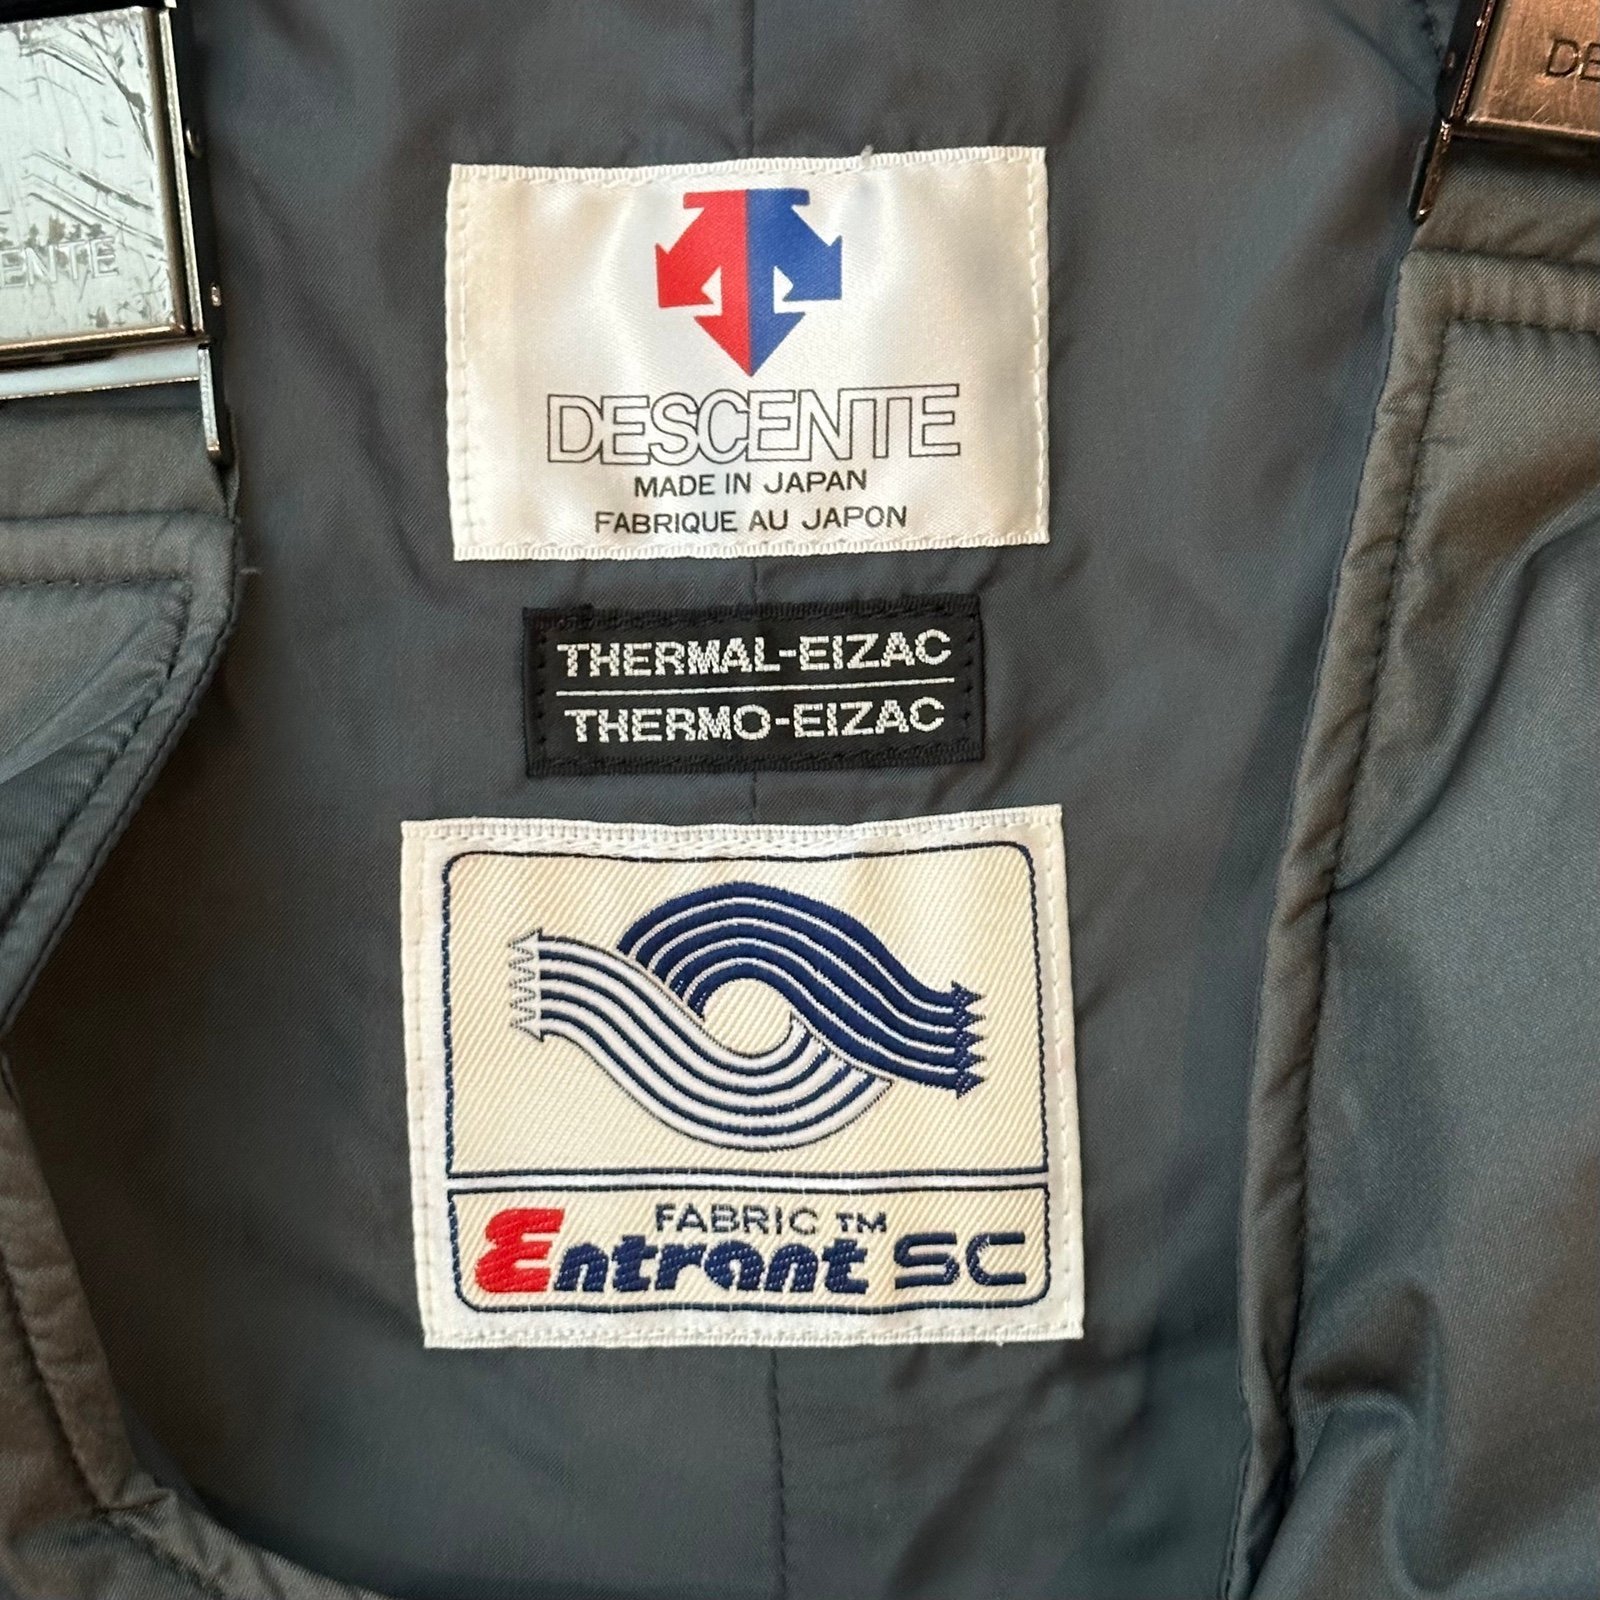 DESCENTE
MADE IN JAPAN
FABRIQUE AU JAPON
THERMAL-EIZAC
THERMO-EIZAC
FABRIC TM
Entrant SC